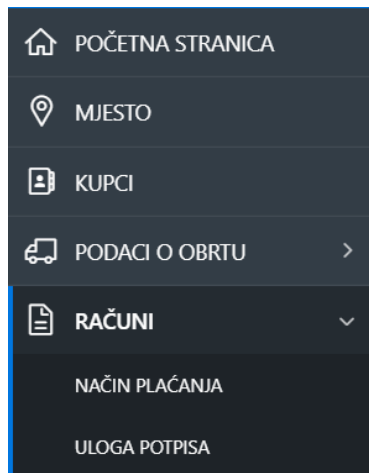 POČETNA STRANICA
MJESTO
KUPCI
PODACI O OBRTU
RAČUNI
NAČIN PLAĆANJA
ULOGA POTPISA